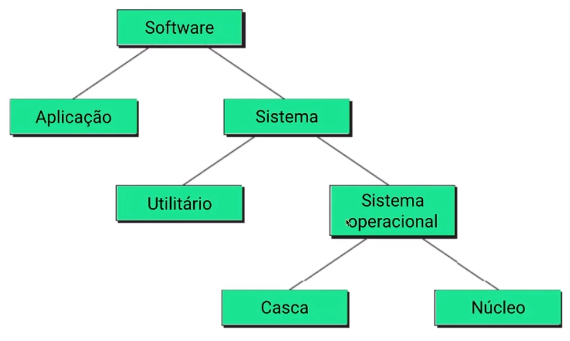 Software
Aplicação
Sistema
Utilitário
Sistema
operacional
Casca
Núcleo